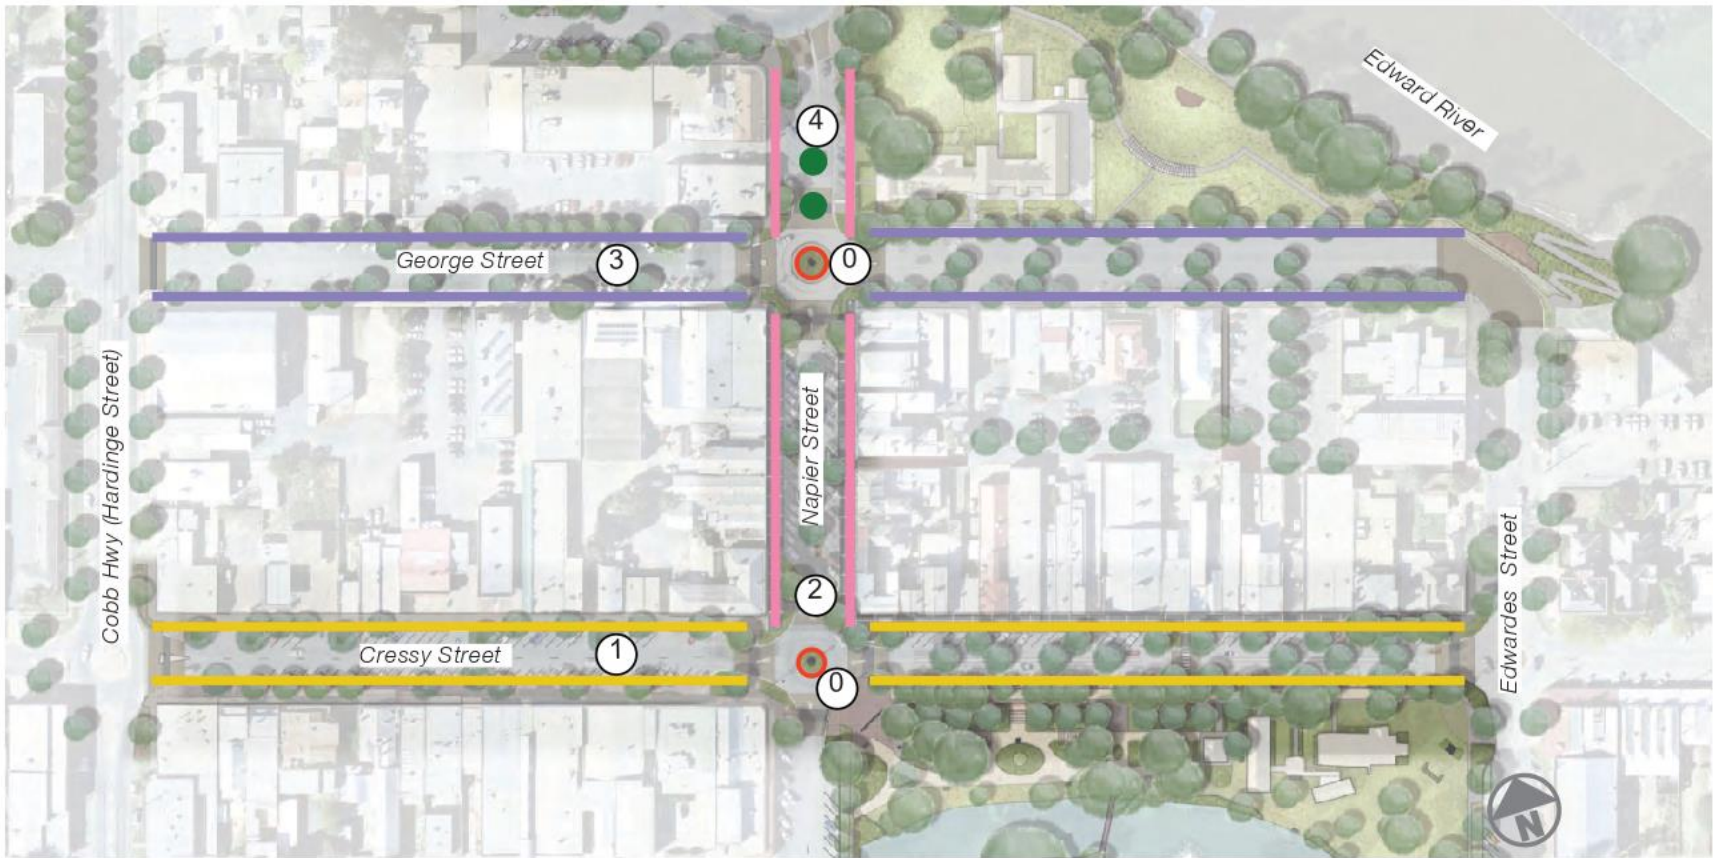 Edward River
4
George Street
3
0
Cobb Hwy (Hardinge Street)
Napier Street
2
Edwardes Street
Cressy Street
1
0
N